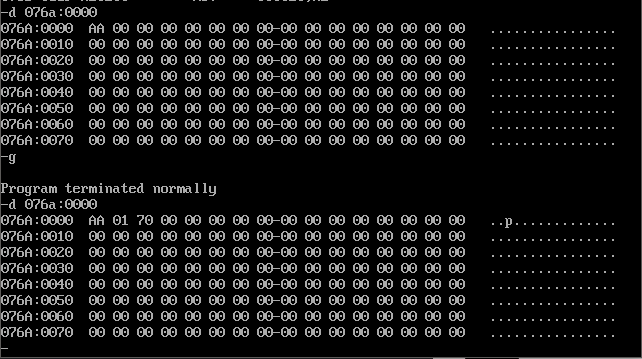 -d 076a:0000
076A:0000 AA 00 00 00 00 00 00 00-00 00 00 00 00 00 00 00 ................
076A:0010 00 00 00 00 00 00 00 00-00 00 00 00 00 00 00 00 ................
076A:0020 00 00 00 00 00 00 00 00-00 00 00 00 00 00 00 00 ................
076A:0030 00 00 00 00 00 00 00 00-00 00 00 00 00 00 00 00 ................
076A:0040 00 00 00 00 00 00 00 00-00 00 00 00 00 00 00 00 ................
076A:0050 00 00 00 00 00 00 00 00-00 00 00 00 00 00 00 00 ................
076A:0060 00 00 00 00 00 00 00 00-00 00 00 00 00 00 00 00 ................
076A:0070 00 00 00 00 00 00 00 00-00 00 00 00 00 00 00 00 ................
-g
Program terminated normally
-d 076a:0000
076A:0000 AA 01 70 00 00 00 00 00-00 00 00 00 00 00 00 00 ..p.............
076A:0010 00 00 00 00 00 00 00 00-00 00 00 00 00 00 00 00 ................
076A:0020 00 00 00 00 00 00 00 00-00 00 00 00 00 00 00 00 ................
076A:0030 00 00 00 00 00 00 00 00-00 00 00 00 00 00 00 00 ................
076A:0040 00 00 00 00 00 00 00 00-00 00 00 00 00 00 00 00 ................
076A:0050 00 00 00 00 00 00 00 00-00 00 00 00 00 00 00 00 ................
076A:0060 00 00 00 00 00 00 00 00-00 00 00 00 00 00 00 00 ................
076A:0070 00 00 00 00 00 00 00 00-00 00 00 00 00 00 00 00 ................
-